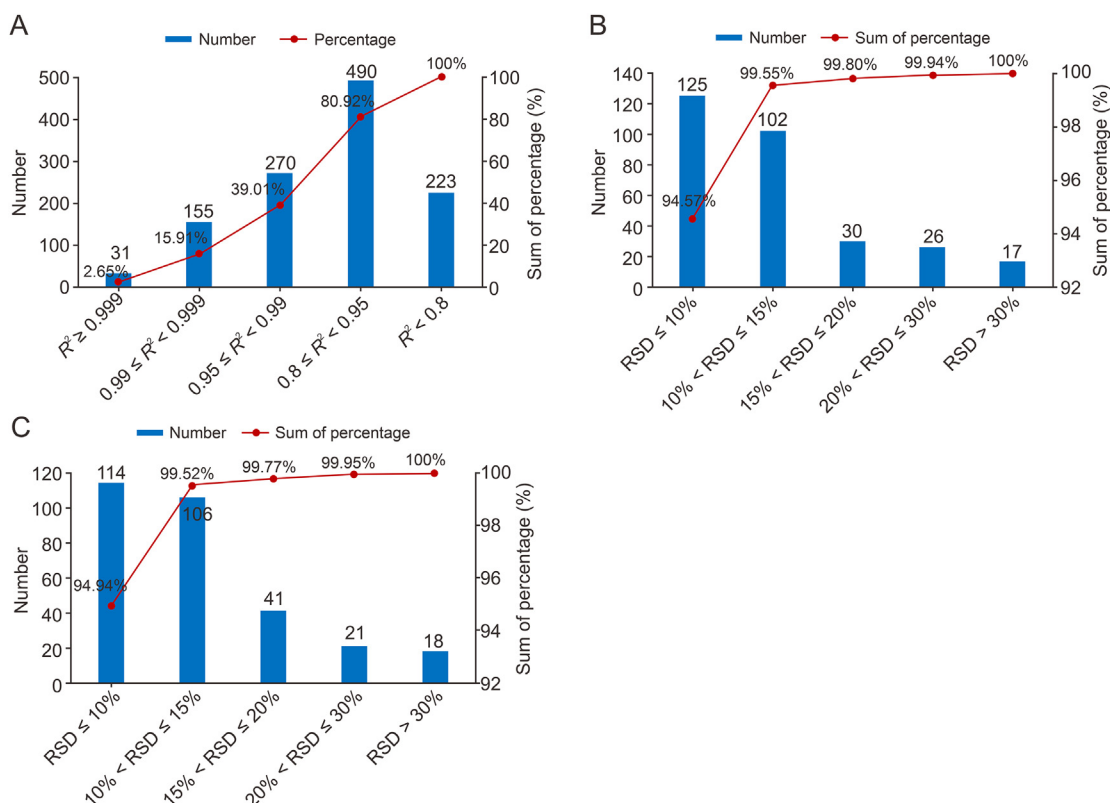 A
Number Percentage
500
400
300
200
100
0
Number
31
155
270
490
223
2.65%
15.91%
39.01%
80.92%
100%
100
80
60
40
20
0
Sum of percentage (%)
R² ≥ 0.999
0.99 ≤ R² < 0.999
0.95 ≤ R² < 0.99
0.8 ≤ R² < 0.95
R² < 0.8
B
Number Sum of percentage
140
120
100
80
60
40
20
0
Number
125
102
30
26
17
94.57%
99.55%
99.80%
99.94%
100%
100
98
96
94
92
Sum of percentage (%)
RSD ≤ 10%
10% < RSD ≤ 15%
15% < RSD ≤ 20%
20% < RSD ≤ 30%
RSD > 30%
C
Number Sum of percentage
120
100
80
60
40
20
0
Number
114
106
41
21
18
94.94%
99.52%
99.77%
99.95%
100%
100
98
96
94
92
Sum of percentage (%)
RSD ≤ 10%
10% < RSD ≤ 15%
15% < RSD ≤ 20%
20% < RSD ≤ 30%
RSD > 30%